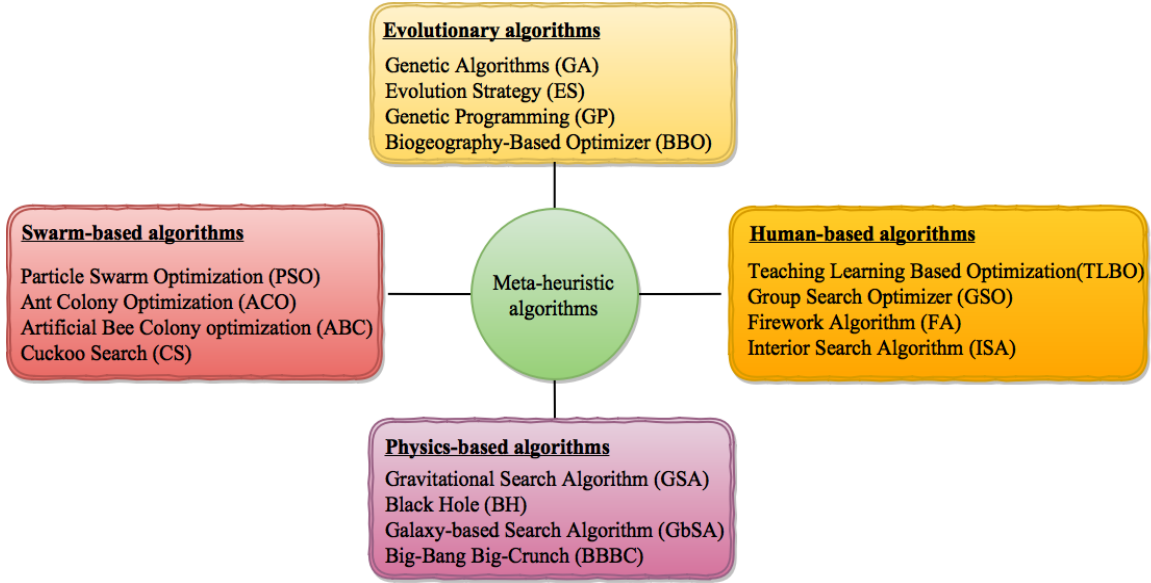 Evolutionary algorithms
Genetic Algorithms (GA)
Evolution Strategy (ES)
Genetic Programming (GP)
Biogeography-Based Optimizer (BBO)
Swarm-based algorithms
Particle Swarm Optimization (PSO)
Ant Colony Optimization (ACO)
Artificial Bee Colony optimization (ABC)
Cuckoo Search (CS)
Meta-heuristic
algorithms
Human-based algorithms
Teaching Learning Based Optimization(TLBO)
Group Search Optimizer (GSO)
Firework Algorithm (FA)
Interior Search Algorithm (ISA)
Physics-based algorithms
Gravitational Search Algorithm (GSA)
Black Hole (BH)
Galaxy-based Search Algorithm (GbSA)
Big-Bang Big-Crunch (BBBC)